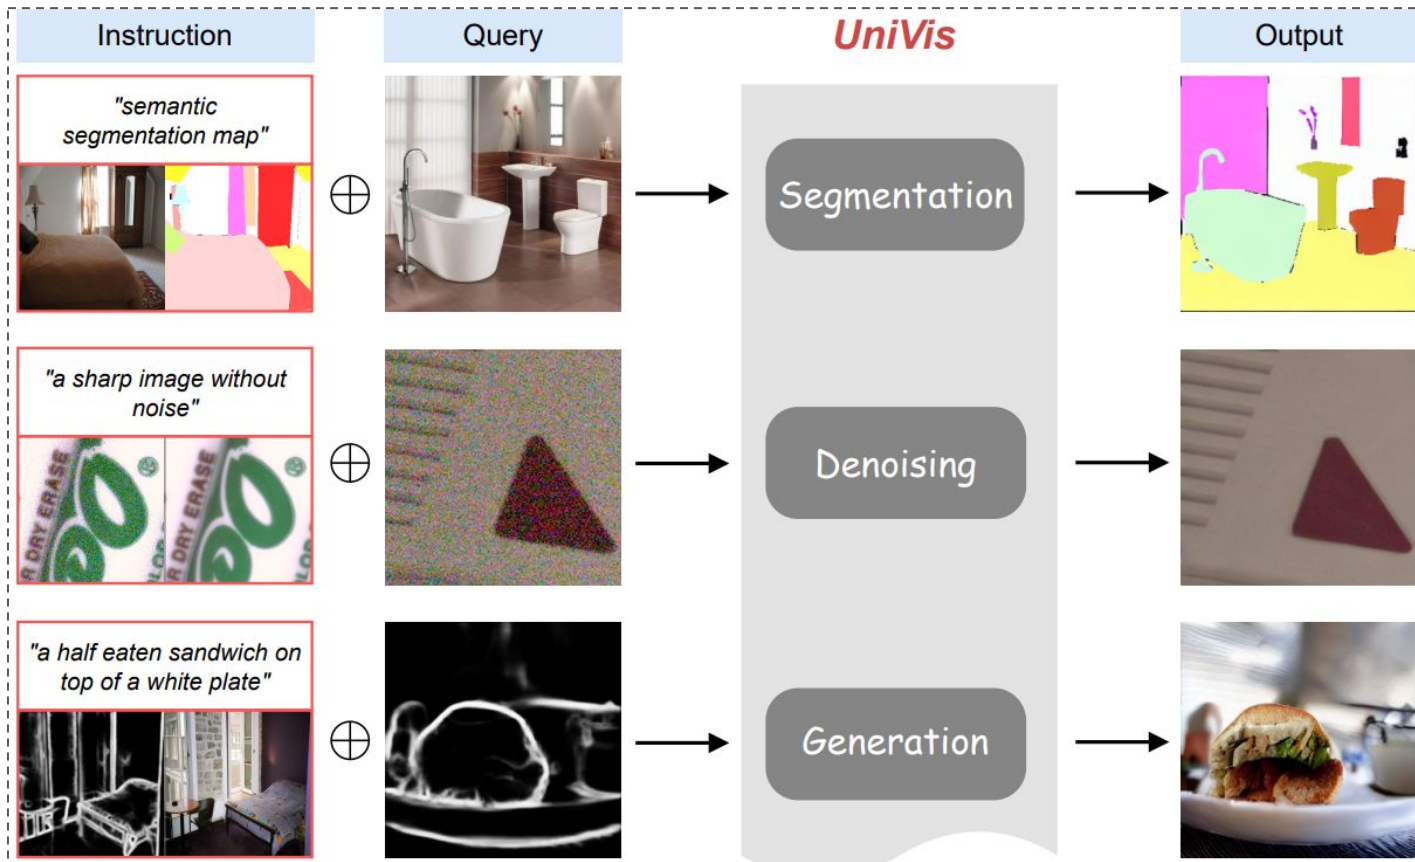 Instruction
Query
UniVis
Output
"semantic
segmentation map"
Segmentation
"a sharp image without
noise"
R DRY ERASE
Denoising
"a half eaten sandwich on
top of a white plate"
Generation